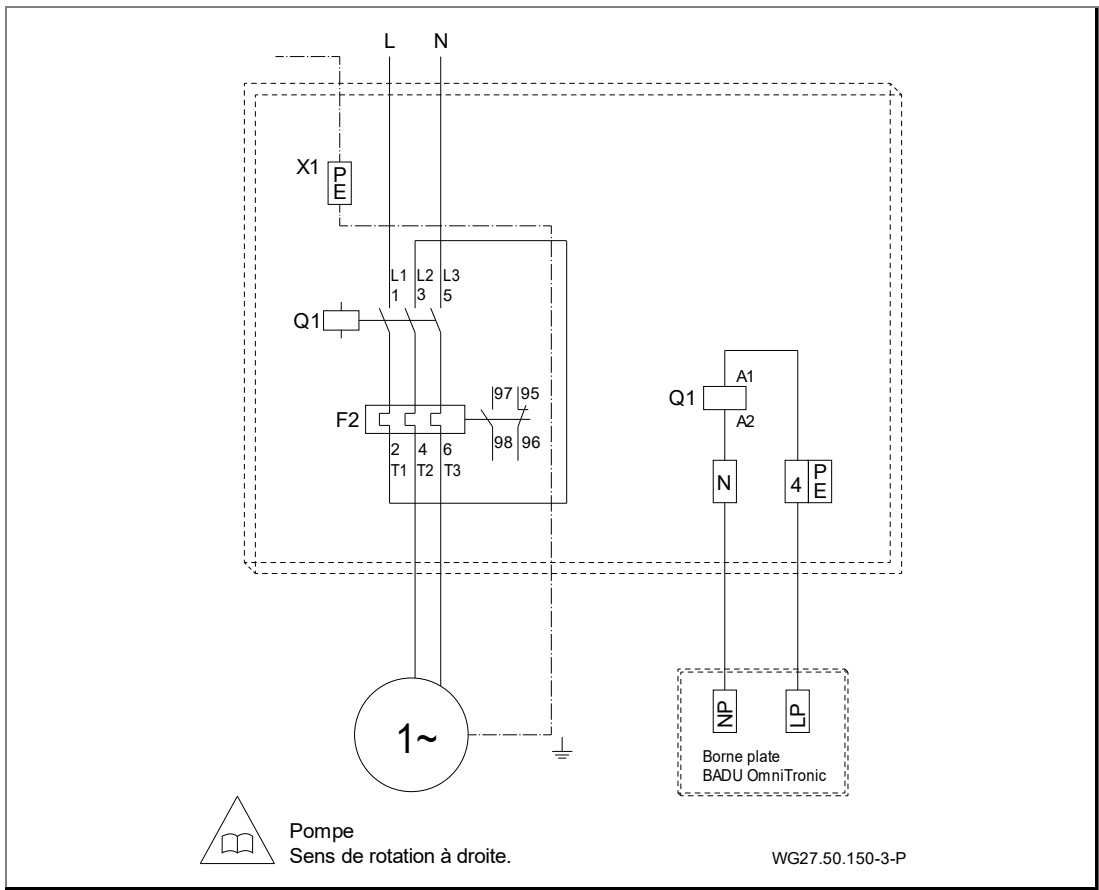 L N
X1
PE
L1 L2 L3
1 3 5
Q1
97 95
F2
98 96
2 4 6
T1 T2 T3
A1
Q1
A2
N 4 PE
1~
NP LP
Borne plate
BADU OmniTronic
Pompe
Sens de rotation à droite.
WG27.50.150-3-P